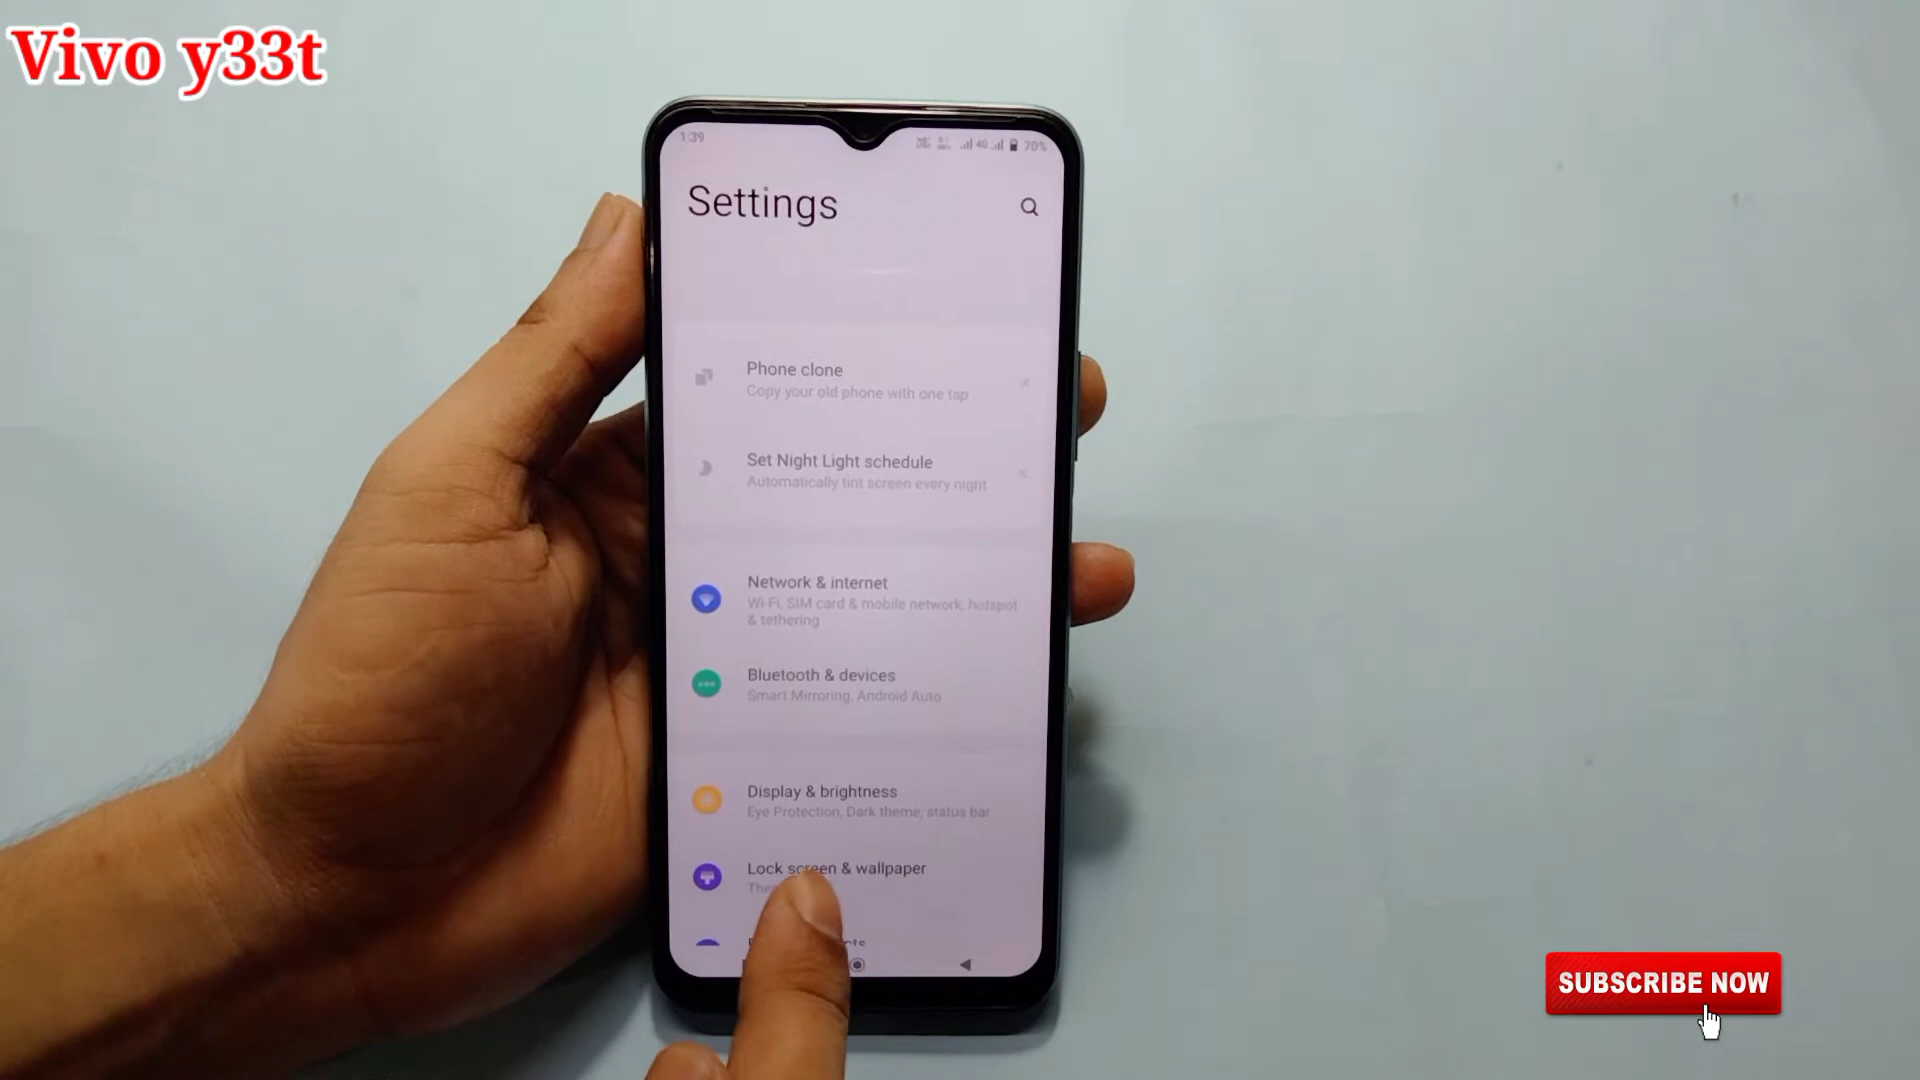 Vivo y33t
1:39
4G
70%
Settings
Phone clone
Copy your old phone with one tap
Set Night Light schedule
Automatically tint screen every night
Network & internet
Wi-Fi, SIM card & mobile network, hotspot
& tethering
Bluetooth & devices
Smart Mirroring, Android Auto
Display & brightness
Eye Protection, Dark theme, status bar
Lock screen & wallpaper
SUBSCRIBE NOW